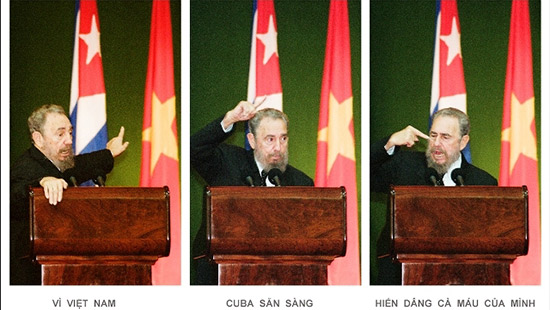 VÌ VIỆT NAM
CUBA SẴN SÀNG
HIẾN DÂNG CẢ MÁU CỦA MÌNH